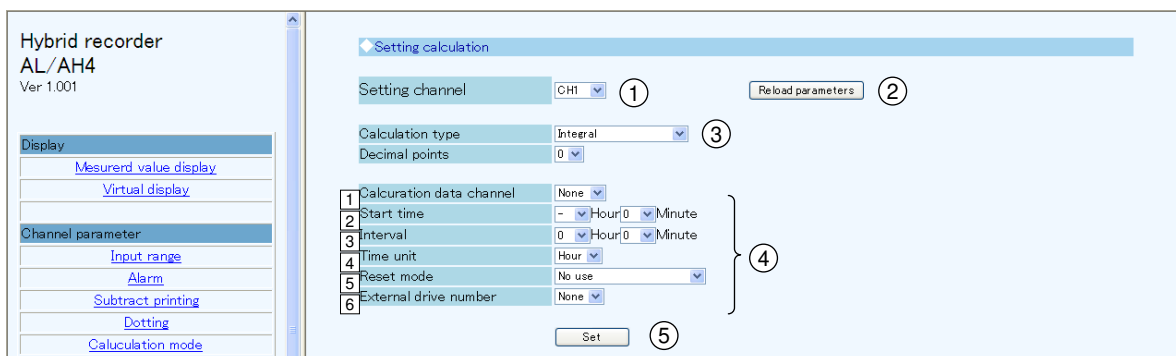 Hybrid recorder
AL/AH4
Ver 1.001
Display
Mesurerd value display
Virtual display
Channel parameter
Input range
Alarm
Subtract printing
Dotting
Caluculation mode
Setting calculation
Setting channel CH1 1 Reload parameters 2
Calculation type Integral 3
Decimal points 0
1 Calcuration data channel None
2 Start time - Hour 0 Minute
3 Interval 0 Hour 0 Minute
4 Time unit Hour 4
5 Reset mode No use
6 External drive number None
Set 5